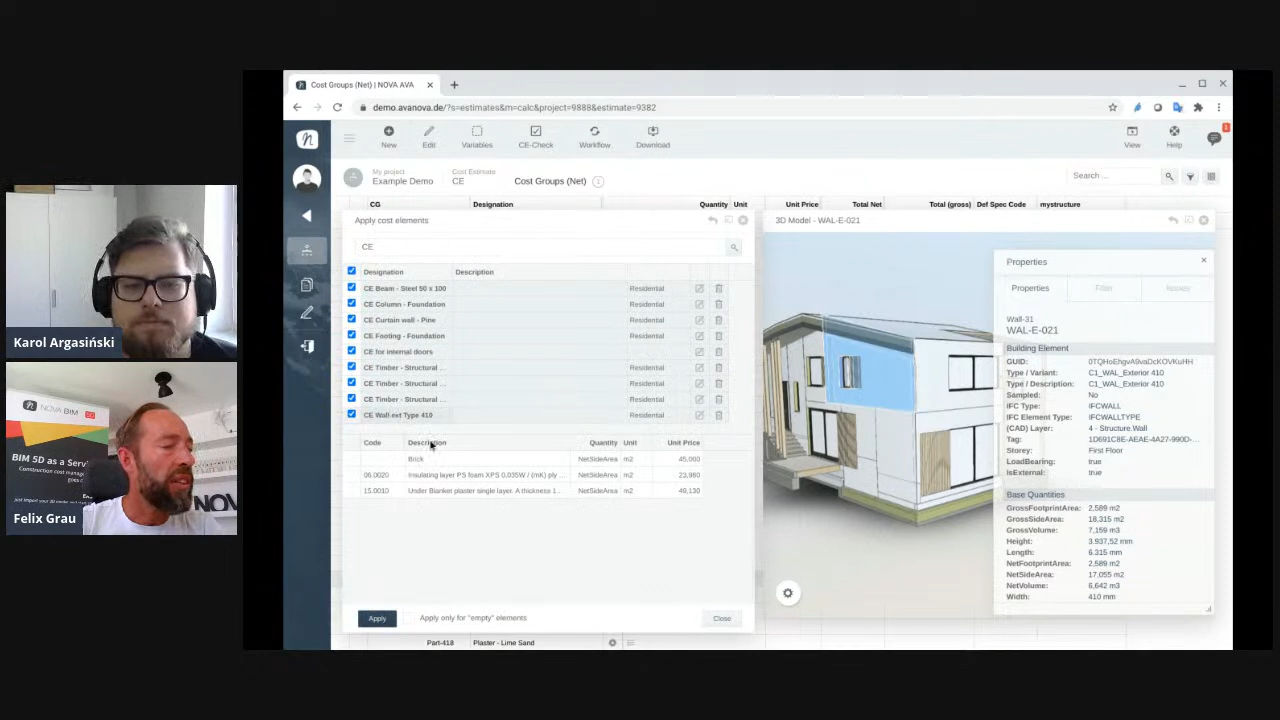 Karol Argasiński
NOVA BIM
BIM 5D as a Serv
Construction cost manag
Felix Grau
Cost Groups (Net) | NOVA AVA
demo.avanova.de/?s=estimates&m=calc&project=9888&estimate=9382
New Edit Variables CE-Check Workflow Download View Help
My project
Example Demo
Cost Estimate
CE
Cost Groups (Net)
Search ...
CG Designation Quantity Unit Unit Price Total Net Total (gross) Def Spec Code mystructure
Apply cost elements
CE
Designation Description
CE Beam - Steel 50 x 100 Residential
CE Column - Foundation Residential
CE Curtain wall - Pine Residential
CE Footing - Foundation Residential
CE for internal doors
CE Timber - Structural ... Residential
CE Timber - Structural ... Residential
CE Timber - Structural ... Residential
CE Wall-ext Type 410 Residential
Code Description Quantity Unit Unit Price
Brick NetSideArea m2 45,000
06.0020 Insulating layer PS foam XPS 0,035W / (mK) ply ... NetSideArea m2 23,980
15.0010 Under Blanket plaster single layer. A thickness 1... NetSideArea m2 49,130
Apply Apply only for "empty" elements Close
Part-418 Plaster - Lime Sand
3D Model - WAL-E-021
Properties
Properties Filter
Wall-31
WAL-E-021
Building Element
GUID: 0TQHoEhgvA9vaDcKOVKuHH
Type / Variant: C1_WAL_Exterior 410
Type / Description: C1_WAL_Exterior 410
Sampled: No
IFC Type: IFCWALL
IFC Element Type: IFCWALLTYPE
(CAD) Layer: 4 - Structure.Wall
Tag: 1D691C8E-AEAE-4A27-990D-...
Storey: First Floor
LoadBearing: true
IsExternal: true
Base Quantities
GrossFootprintArea: 2,589 m2
GrossSideArea: 18,315 m2
GrossVolume: 7,159 m3
Height: 3.937,52 mm
Length: 6.315 mm
NetFootprintArea: 2,589 m2
NetSideArea: 17,055 m2
NetVolume: 6,642 m3
Width: 410 mm